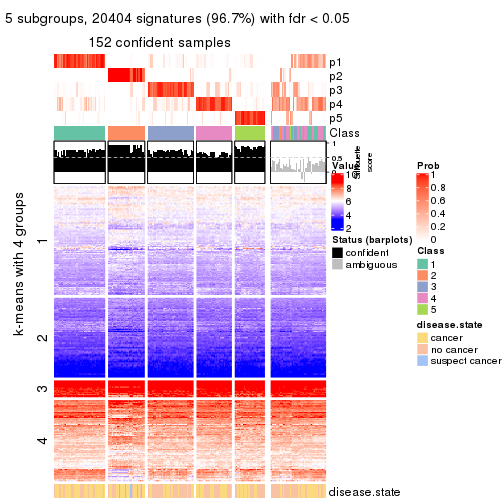 5 subgroups, 20404 signatures (96.7%) with fdr < 0.05
152 confident samples
p1
p2
p3
p4
p5
Class
1
0.5
0
Silhouette
score
k-means with 4 groups
1
2
3
4
disease.state
Value
10
8
6
4
2
Status (barplots)
confident
ambiguous
Prob
1
0.8
0.6
0.4
0.2
0
Class
1
2
3
4
5
disease.state
cancer
no cancer
suspect cancer